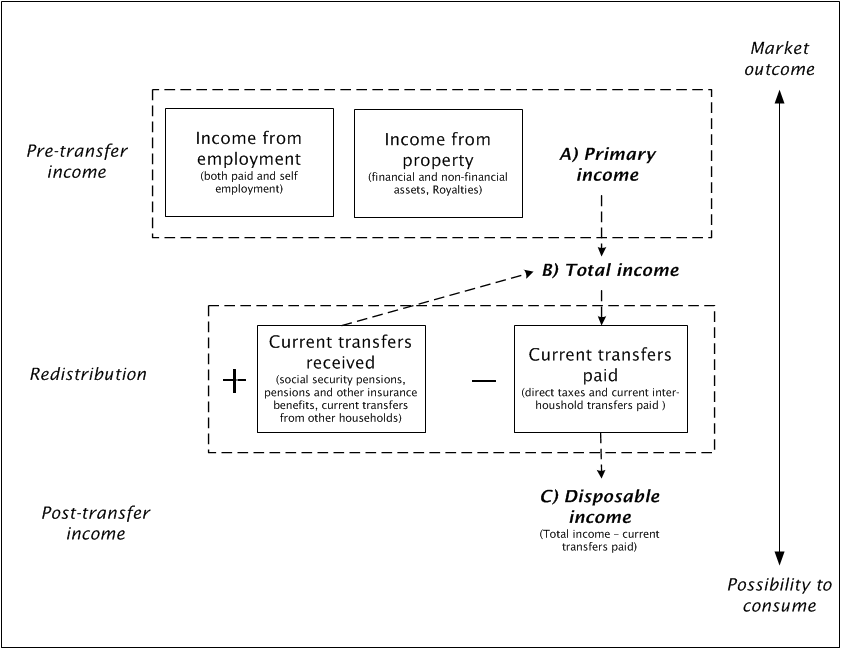 Market
outcome
Pre-transfer
income
Income from
employment
(both paid and self
employment)
Income from
property
(financial and non-financial
assets, Royalties)
A) Primary
income
B) Total income
Redistribution
+
Current transfers
received
(social security pensions,
pensions and other insurance
benefits, current transfers
from other households)
—
Current transfers
paid
(direct taxes and current inter-
houshold transfers paid )
Post-transfer
income
C) Disposable
income
(Total income – current
transfers paid)
Possibility to
consume